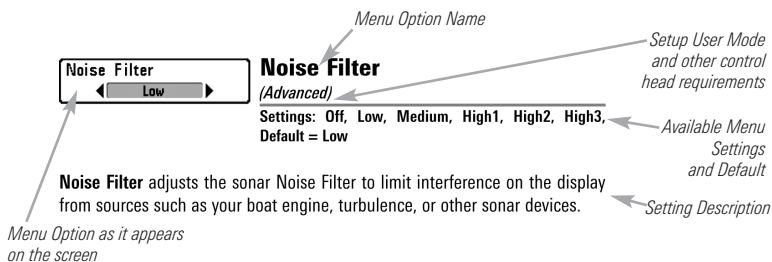 Menu Option Name
Setup User Mode
and other control
head requirements
Noise Filter
Low
Noise Filter
(Advanced)
Settings: Off, Low, Medium, High1, High2, High3,
Default = Low
Available Menu
Settings
and Default
Noise Filter adjusts the sonar Noise Filter to limit interference on the display
from sources such as your boat engine, turbulence, or other sonar devices.
Setting Description
Menu Option as it appears
on the screen